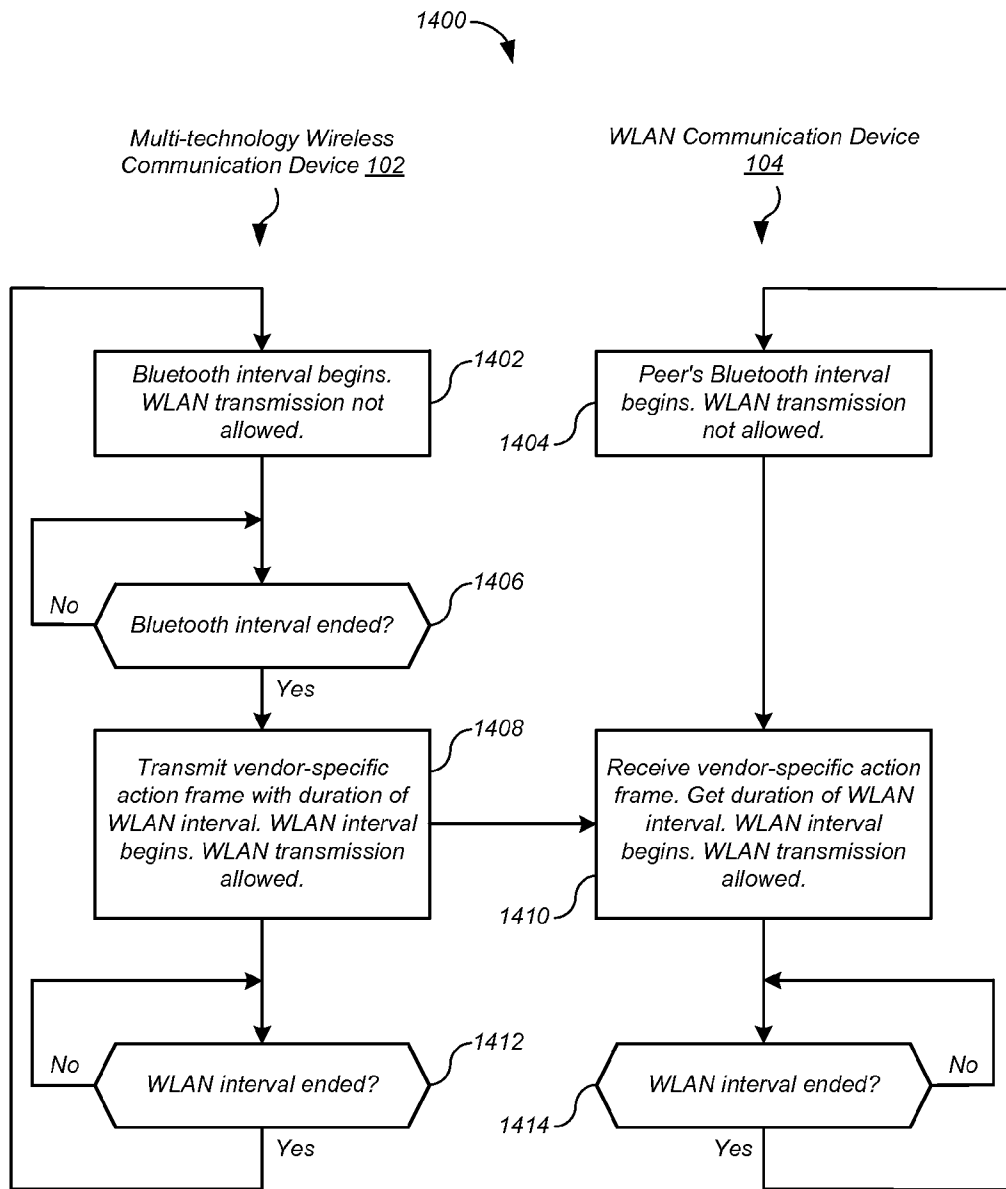 1400
Multi-technology Wireless
Communication Device 102
WLAN Communication Device
104
Bluetooth interval begins.
WLAN transmission not
allowed.
1402
Peer's Bluetooth interval
begins. WLAN transmission
not allowed.
1404
No
Bluetooth interval ended?
1406
Yes
Transmit vendor-specific
action frame with duration of
WLAN interval. WLAN interval
begins. WLAN transmission
allowed.
1408
Receive vendor-specific action
frame. Get duration of WLAN
interval. WLAN interval
begins. WLAN transmission
allowed.
1410
No
WLAN interval ended?
1412
Yes
WLAN interval ended?
No
1414
Yes